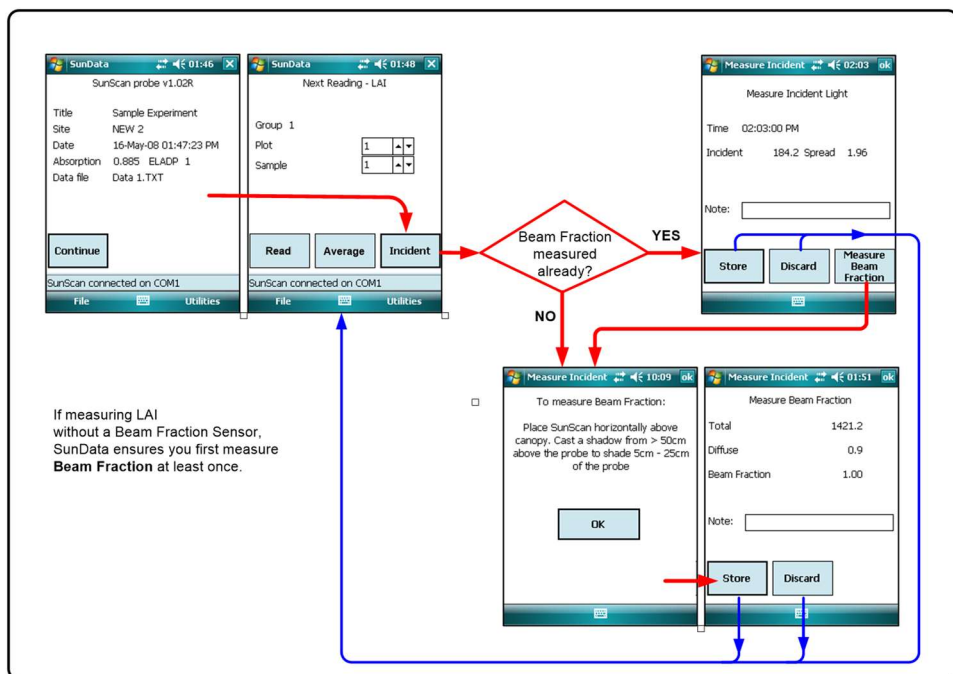 SunData 01:46
SunScan probe v1.02R
Title Sample Experiment
Site NEW 2
Date 16-May-08 01:47:23 PM
Absorption 0.885 ELADP 1
Data file Data 1.TXT
Continue
SunScan connected on COM1
File Utilities
SunData 01:48
Next Reading - LAI
Group 1
Plot 1
Sample 1
Read Average Incident
SunScan connected on COM1
File Utilities
Beam Fraction
measured
already?
YES
NO
Measure Incident 02:03 ok
Measure Incident Light
Time 02:03:00 PM
Incident 184.2 Spread 1.96
Note:
Store Discard Measure
Beam
Fraction
If measuring LAI
without a Beam Fraction Sensor,
SunData ensures you first measure
Beam Fraction at least once.
Measure Incident 10:09 ok
To measure Beam Fraction:
Place SunScan horizontally above
canopy. Cast a shadow from > 50cm
above the probe to shade 5cm - 25cm
of the probe
OK
Measure Incident 01:51 ok
Measure Beam Fraction
Total 1421.2
Diffuse 0.9
Beam Fraction 1.00
Note:
Store Discard